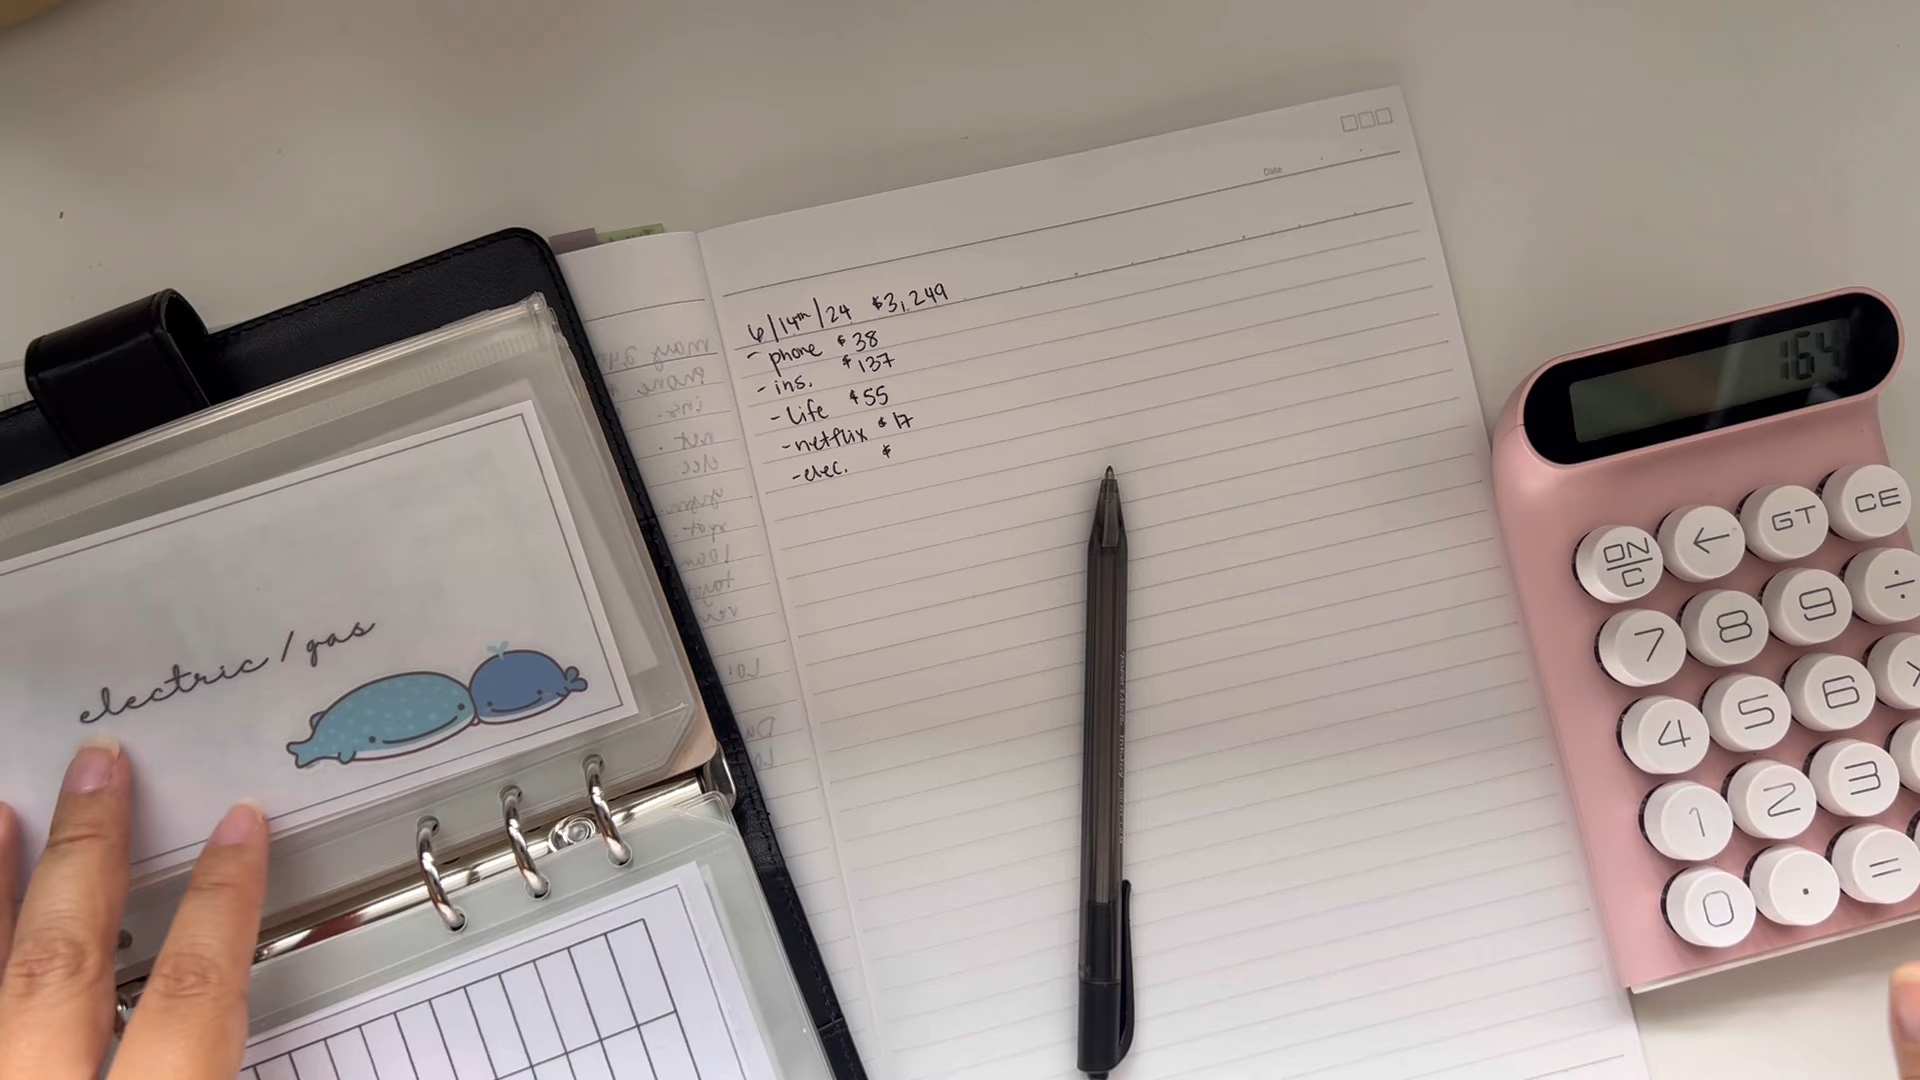 6/14th/24 $3,249
- phone $38
- ins. $137
- Life $55
- netflix $17
- elec. $
Date
electric / gas
164
ON/C ← GT CE
7 8 9 ÷
4 5 6
1 2 3
0 . =